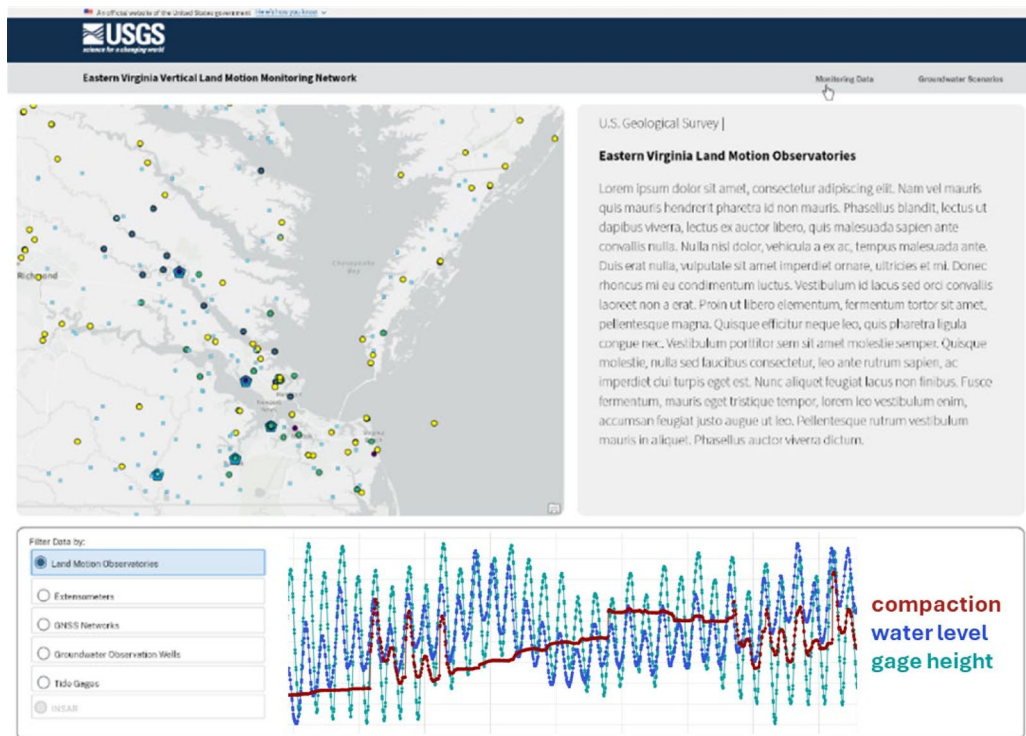 An official website of the United States government Here's how you know
USGS
science for a changing world
Eastern Virginia Vertical Land Motion Monitoring Network
Monitoring Data
Groundwater Scenarios
Richmond
Chesapeake
Bay
U.S. Geological Survey |
Eastern Virginia Land Motion Observatories
Lorem ipsum dolor sit amet, consectetur adipiscing elit. Nam vel mauris
quis mauris hendrerit pharetra id non mauris. Phasellus blandit, lectus ut
dapibus viverra, lectus ex auctor libero, quis malesuada sapien ante
convallis nulla. Nulla nisl dolor, vehicula a ex ac, tempus malesuada ante.
Duis erat nulla, vulputate sit amet imperdiet ornare, ultricies et mi. Donec
rhoncus mi eu condimentum luctus. Vestibulum id lacus sed orci convallis
laoreet non a erat. Proin ut libero elementum, fermentum tortor sit amet,
pellentesque magna. Quisque efficitur neque leo, quis pharetra ligula
congue nec. Vestibulum porttitor sem sit amet molestie semper. Quisque
molestie, nulla sed faucibus consectetur, leo ante rutrum sapien, ac
imperdiet dui turpis eget est. Nunc aliquet feugiat lacus non finibus. Fusce
fermentum, mauris eget tristique tempor, lorem leo vestibulum enim,
accumsan feugiat justo augue ut leo. Pellentesque rutrum vestibulum
mauris in aliquet. Phasellus auctor viverra dictum.
Filter Data by:
Land Motion Observatories
Extensometers
GNSS Networks
Groundwater Observation Wells
Tide Gages
INSAR
compaction
water level
gage height